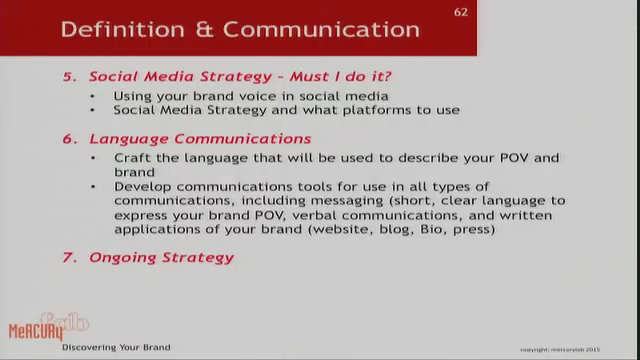 62
Definition & Communication
5. Social Media Strategy - Must I do it?
• Using your brand voice in social media
• Social Media Strategy and what platforms to use
6. Language Communications
• Craft the language that will be used to describe your POV and
brand
• Develop communications tools for use in all types of
communications, including messaging (short, clear language to
express your brand POV, verbal communications, and written
applications of your brand (website, blog, Bio, press)
7. Ongoing Strategy
MeRCURy lab
Discovering Your Brand
copyright: mercurylab 2015